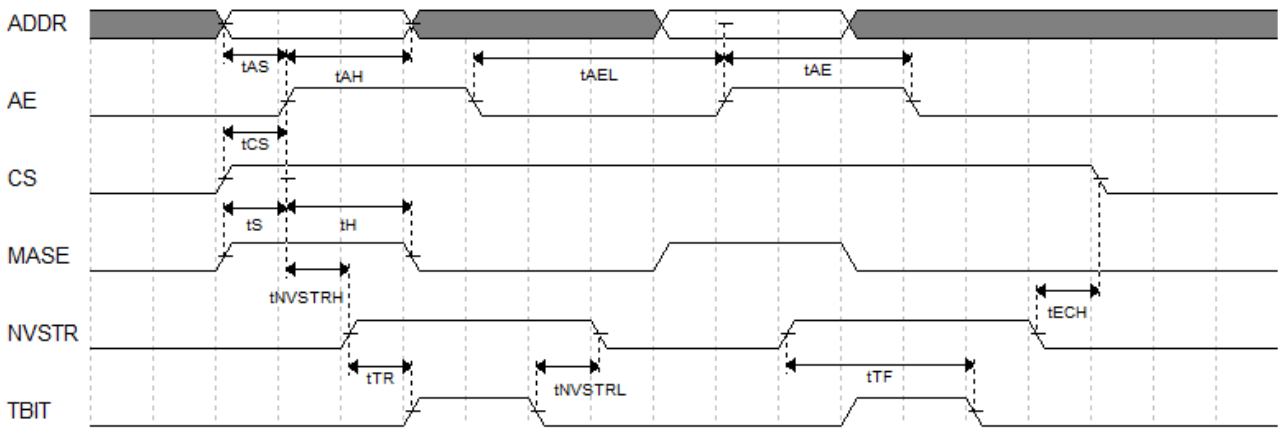 ADDR
tAS
tAH
tAEL
tAE
AE
tCS
CS
tS
tH
MASE
tNVSTRH
tECH
NVSTR
tTR
tNVSTRL
tTF
TBIT